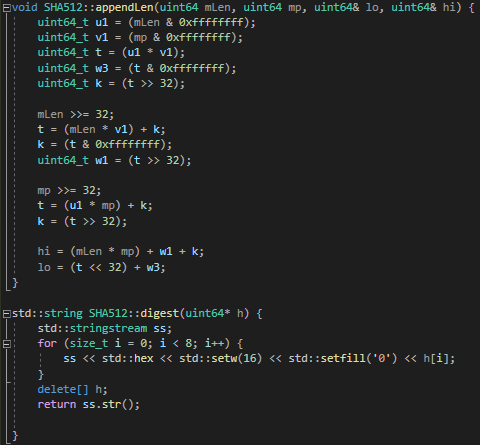 void SHA512::appendLen(uint64 mLen, uint64 mp, uint64& lo, uint64& hi) {
    uint64_t u1 = (mLen & 0xffffffff);
    uint64_t v1 = (mp & 0xffffffff);
    uint64_t t = (u1 * v1);
    uint64_t w3 = (t & 0xffffffff);
    uint64_t k = (t >> 32);

    mLen >>= 32;
    t = (mLen * v1) + k;
    k = (t & 0xffffffff);
    uint64_t w1 = (t >> 32);

    mp >>= 32;
    t = (u1 * mp) + k;
    k = (t >> 32);

    hi = (mLen * mp) + w1 + k;
    lo = (t << 32) + w3;
}

std::string SHA512::digest(uint64* h) {
    std::stringstream ss;
    for (size_t i = 0; i < 8; i++) {
        ss << std::hex << std::setw(16) << std::setfill('0') << h[i];
    }
    delete[] h;
    return ss.str();

}